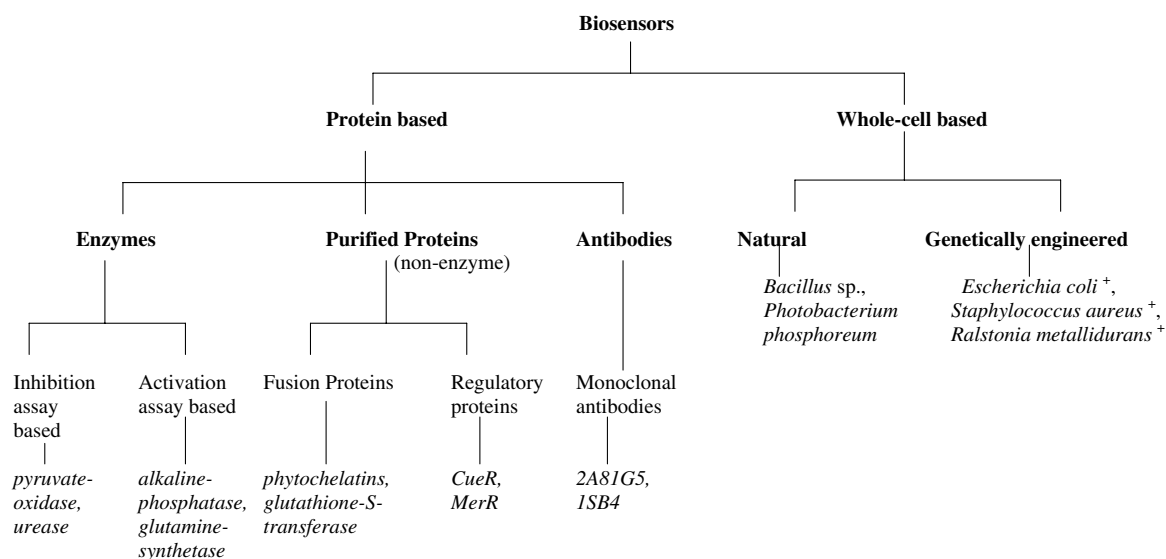 Biosensors
Protein based
Whole-cell based
Enzymes
Purified Proteins
(non-enzyme)
Antibodies
Natural
Genetically engineered
Bacillus sp.,
Photobacterium
phosphoreum
Escherichia coli +,
Staphylococcus aureus +,
Ralstonia metallidurans +
Inhibition
assay
based
Activation
assay based
Fusion Proteins
Regulatory
proteins
Monoclonal
antibodies
pyruvate-
oxidase,
urease
alkaline-
phosphatase,
glutamine-
synthetase
phytochelatins,
glutathione-S-
transferase
CueR,
MerR
2A81G5,
1SB4